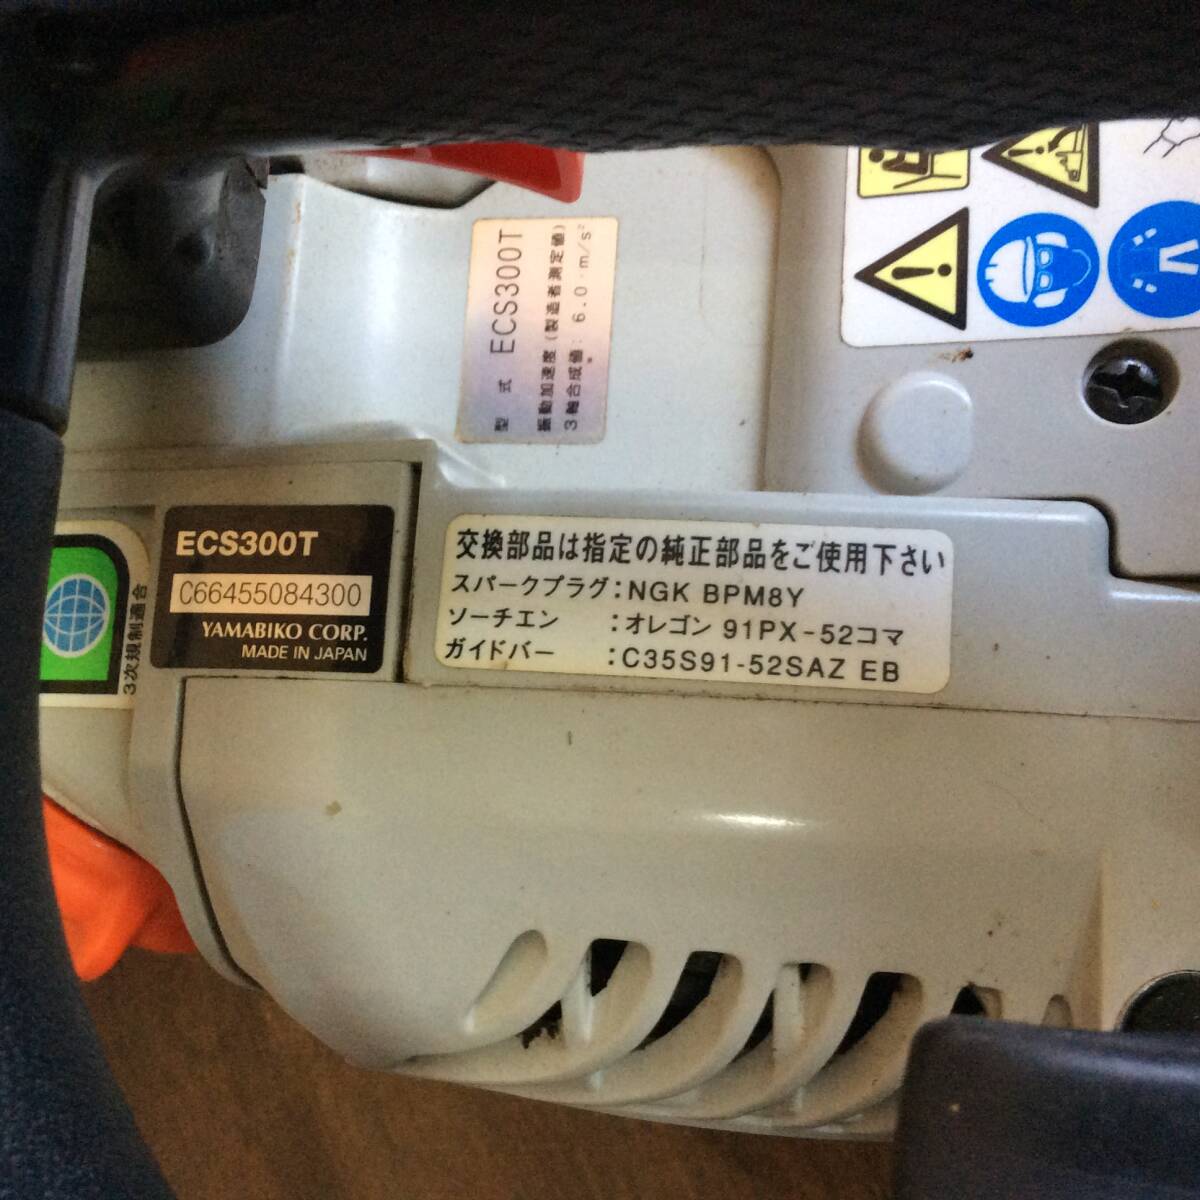 型 式 ECS300T
振動加速度(製造者測定値)
3軸合成値: 6.0 m/s²
ECS300T
C66455084300
YAMABIKO CORP.
MADE IN JAPAN
3次規制適合
交換部品は指定の純正部品をご使用下さい
スパークプラグ:NGK BPM8Y
ソーチエン :オレゴン 91PX-52コマ
ガイドバー :C35S91-52SAZ EB